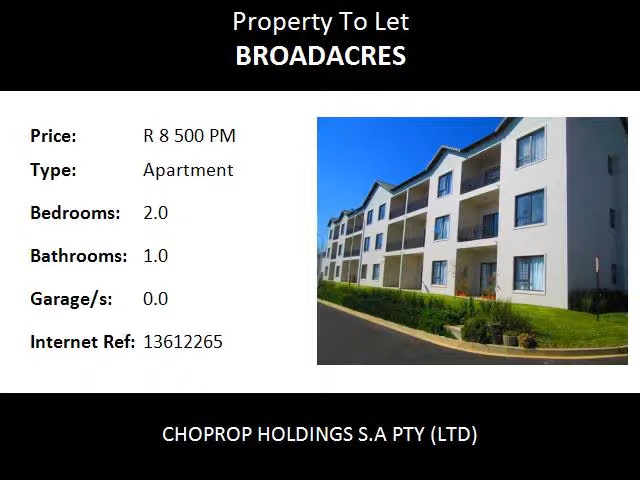 Property To Let
BROADACRES
Price: R 8 500 PM
Type: Apartment
Bedrooms: 2.0
Bathrooms: 1.0
Garage/s: 0.0
Internet Ref: 13612265
CHOPROP HOLDINGS S.A PTY (LTD)